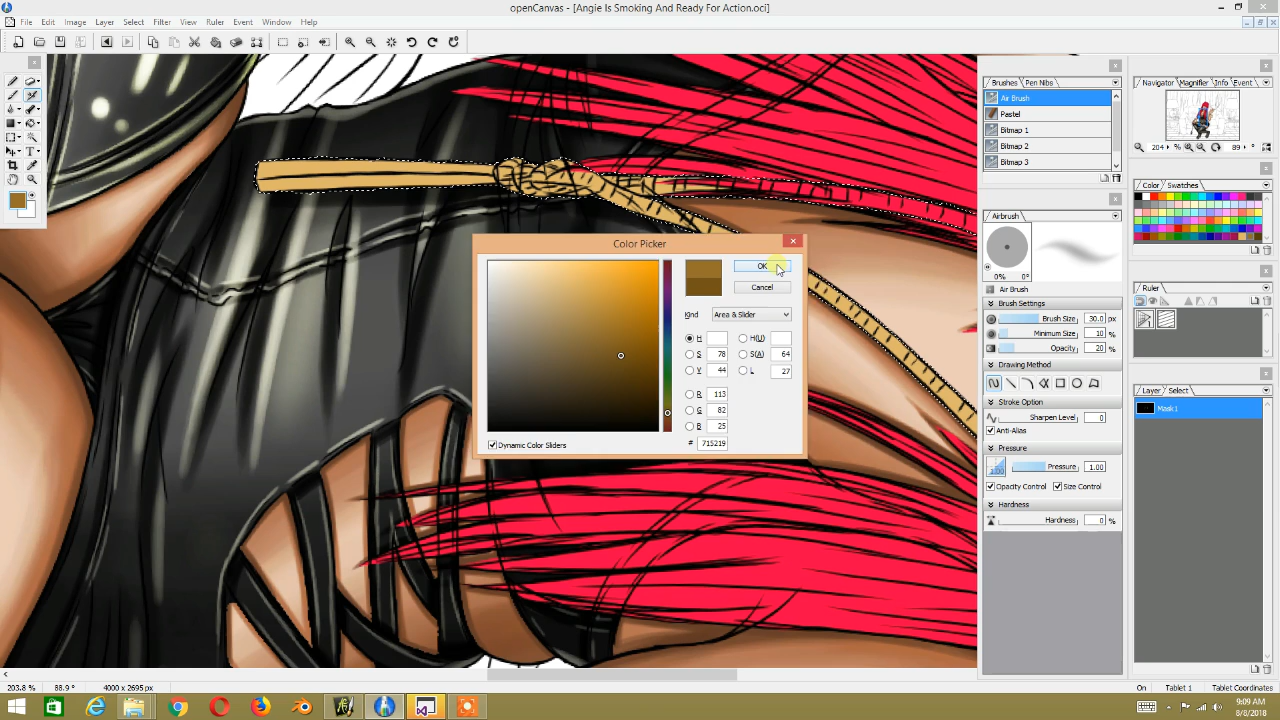 openCanvas - [Angie Is Smoking And Ready For Action.oci]
File Edit Image Layer Select Filter View Ruler Event Window Help
Brushes Pen Nibs
Air Brush
Pastel
Bitmap 1
Bitmap 2
Bitmap 3
Airbrush
0% 0°
Air Brush
Brush Settings
Brush Size 30.0 px
Minimum Size 10 %
Opacity 20 %
Drawing Method
Stroke Option
Sharpen Level 0
Anti-Alias
Pressure
1.00 Pressure 1.00
Opacity Control Size Control
Hardness
Hardness 0 %
Navigator Magnifier Info Event
204 % 89 °
Color Swatches
Ruler
Layer Select
Mask1
Color Picker
OK
Cancel
Kind Area & Slider
H H(U)
S 78 S(A) 64
V 44 L 27
R 113
G 82
B 25
# 715219
Dynamic Color Sliders
203.8 % 88.9 ° 4000 x 2695 px
On Tablet 1 Tablet Coordinates
9:09 AM
8/8/2018